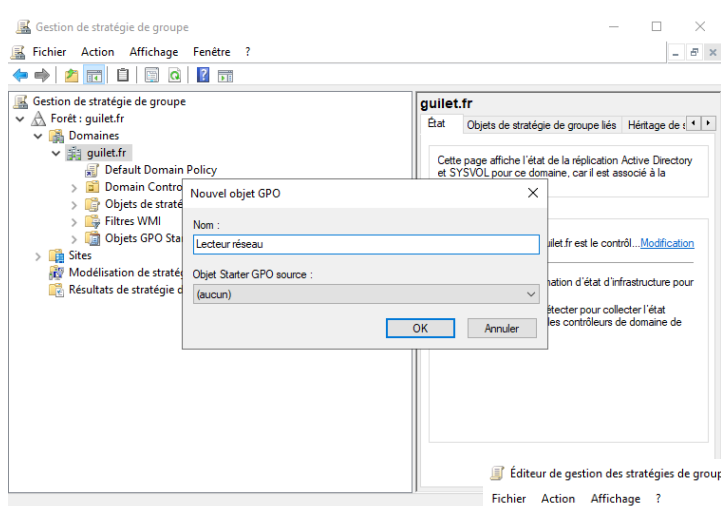 Gestion de stratégie de groupe
Fichier Action Affichage Fenêtre ?
Gestion de stratégie de groupe
Forêt : guilet.fr
Domaines
guilet.fr
Default Domain Policy
Domain Contro
Objets de straté
Filtres WMI
Objets GPO Star
Sites
Modélisation de straté
Résultats de stratégie d
guilet.fr
État Objets de stratégie de groupe liés Héritage de s
Cette page affiche l'état de la réplication Active Directory
et SYSVOL pour ce domaine, car il est associé à la
uilet.fr est le contrôl... Modification
mation d'état d'infrastructure pour
étecter pour collecter l'état
les contrôleurs de domaine de
Nouvel objet GPO
Nom :
Lecteur réseau
Objet Starter GPO source :
(aucun)
OK Annuler
Éditeur de gestion des stratégies de group
Fichier Action Affichage ?